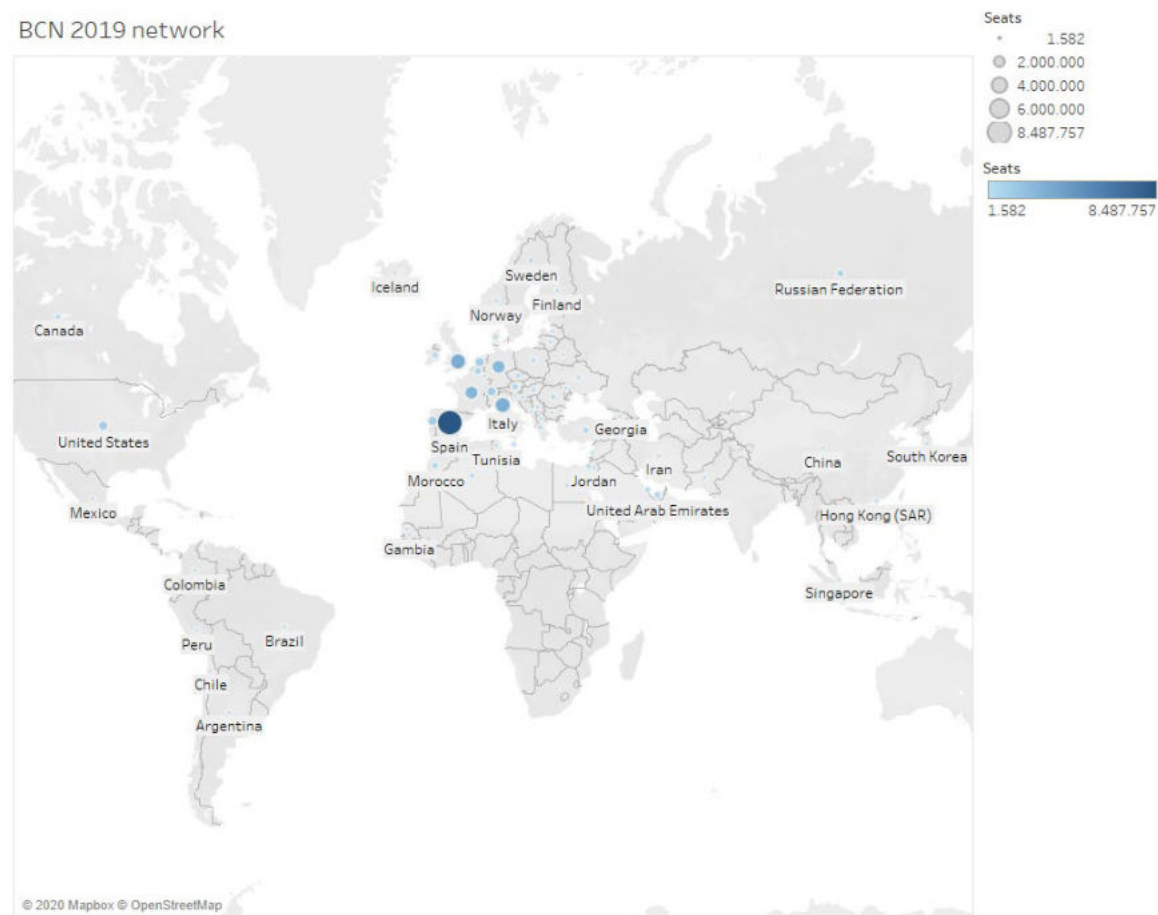 BCN 2019 network
Seats
1.582
2.000.000
4.000.000
6.000.000
8.487.757
Seats
1.582 8.487.757
Sweden
Iceland
Russian Federation
Finland
Norway
Canada
Italy
Georgia
United States
Spain
Tunisia
South Korea
China
Iran
Morocco
Jordan
Mexico
United Arab Emirates
Hong Kong (SAR)
Gambia
Colombia
Singapore
Peru
Brazil
Chile
Argentina
© 2020 Mapbox © OpenStreetMap